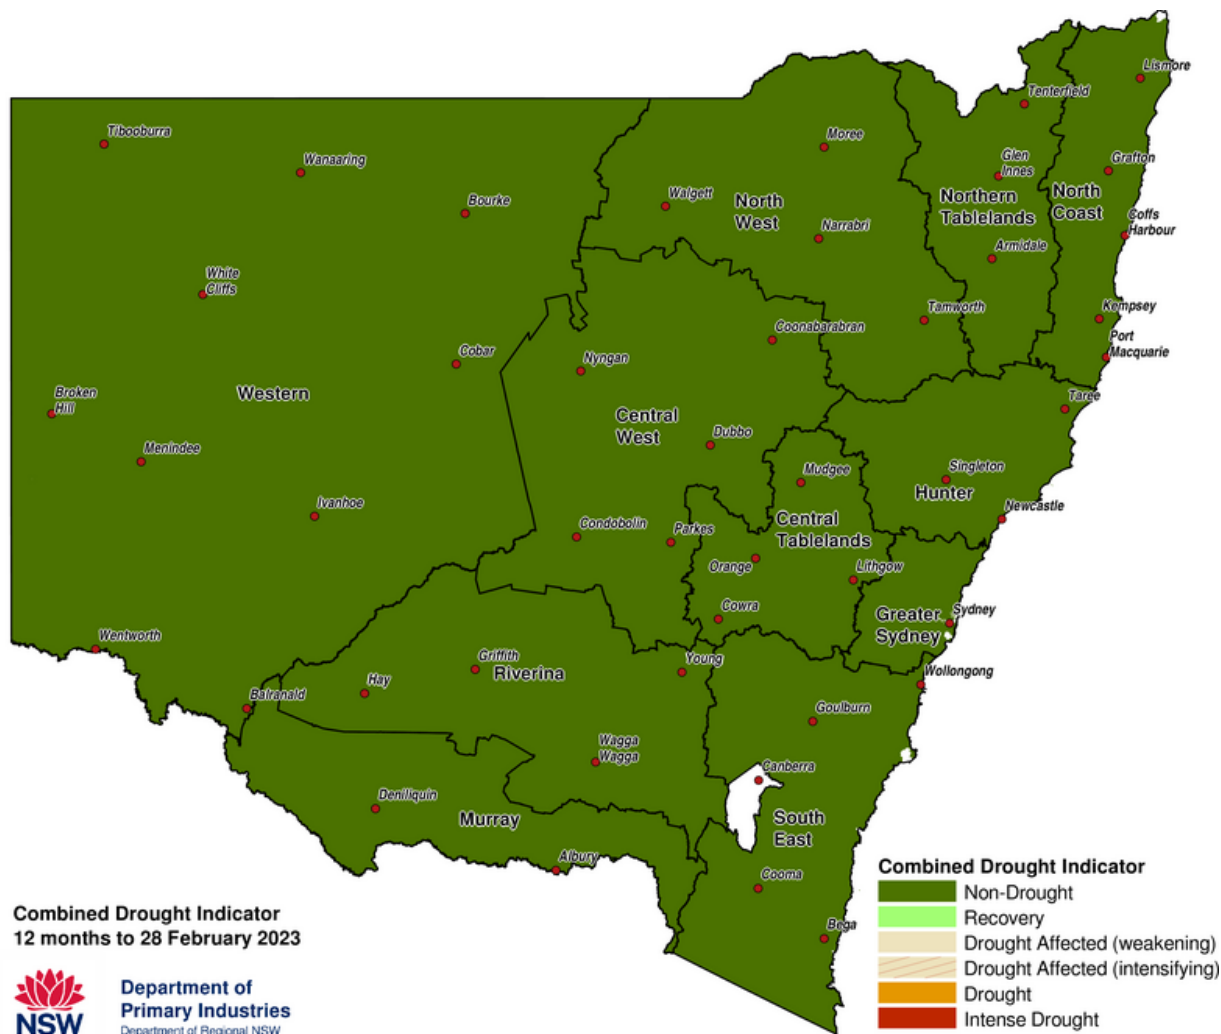 Lismore
Tenterfield
Tibooburra
Moree
Wanaaring
Glen
Innes
Grafton
Bourke
Walgett
North
West
Northern
Tablelands
North
Coast
Coffs
Harbour
Narrabri
Armidale
White
Cliffs
Tamworth
Kempsey
Coonabarabran
Port
Macquarie
Cobar
Nyngan
Broken
Hill
Western
Taree
Central
West
Dubbo
Menindee
Mudgee
Singleton
Hunter
Ivanhoe
Newcastle
Condobolin
Parkes
Central
Tablelands
Orange
Lithgow
Cowra
Greater
Sydney
Sydney
Wentworth
Griffith
Riverina
Young
Wollongong
Hay
Balranald
Goulburn
Wagga
Wagga
Canberra
Deniliquin
Murray
South
East
Albury
Cooma
Bega
Combined Drought Indicator
Non-Drought
Recovery
Drought Affected (weakening)
Drought Affected (intensifying)
Drought
Intense Drought
Combined Drought Indicator
12 months to 28 February 2023
NSW
Department of
Primary Industries
Department of Regional NSW